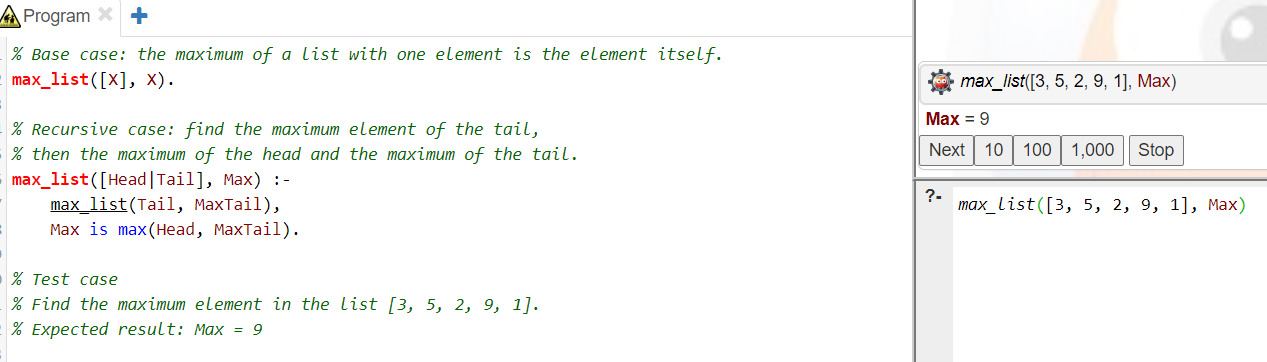 Program
% Base case: the maximum of a list with one element is the element itself.
max_list([X], X).
% Recursive case: find the maximum element of the tail,
% then the maximum of the head and the maximum of the tail.
max_list([Head|Tail], Max) :-
max_list(Tail, MaxTail),
Max is max(Head, MaxTail).
% Test case
% Find the maximum element in the list [3, 5, 2, 9, 1].
% Expected result: Max = 9
max_list([3, 5, 2, 9, 1], Max)
Max = 9
Next 10 100 1,000 Stop
?- max_list([3, 5, 2, 9, 1], Max)